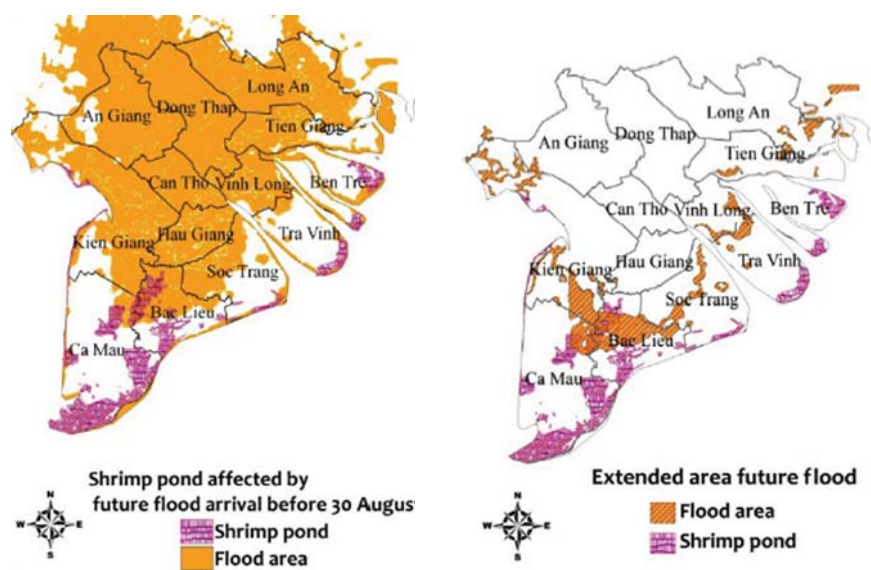 Long An
Dong Thap
An Giang
Tien Giang
Can Tho Vinh Long
Ben Tre
Kien Giang
Hau Giang
Tra Vinh
Soc Trang
Bac Lieu
Ca Mau
Shrimp pond affected by
future flood arrival before 30 Augus
N
W E
S
Shrimp pond
Flood area
Long An
An Giang
Dong Thap
Tien Giang
Can Tho Vinh Long
Ben Tre
Kien Giang
Hau Giang
Tra Vinh
Soc Trang
Bac Lieu
Ca Mau
Extended area future flood
N
W E
S
Flood area
Shrimp pond